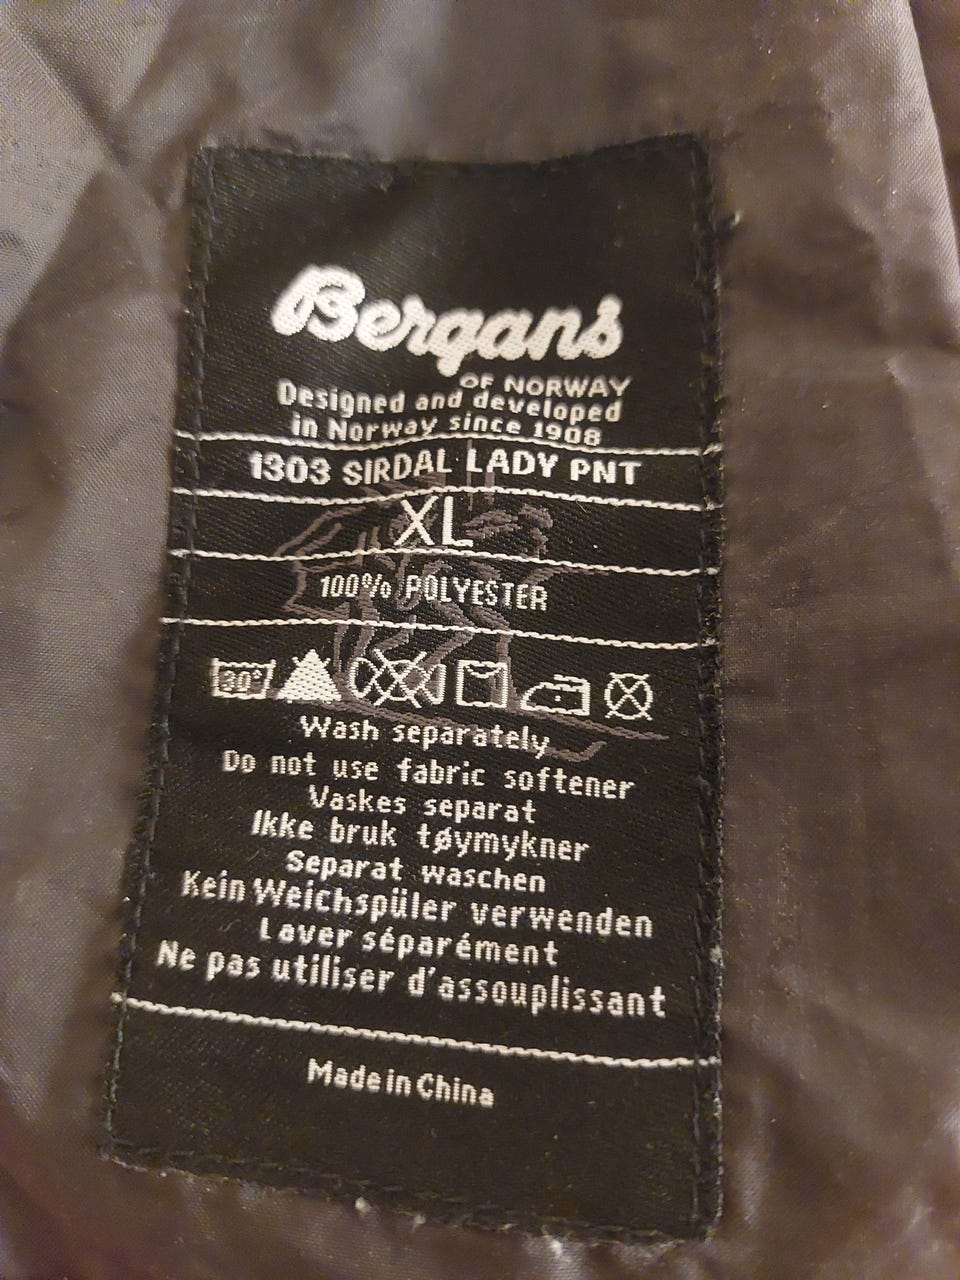 Bergans
OF NORWAY
Designed and developed
in Norway since 1908
1303 SIRDAL LADY PNT
XL
100% POLYESTER
30°
Wash separately
Do not use fabric softener
Vaskes separat
Ikke bruk tøymykner
Separat waschen
Kein Weichspüler verwenden
Laver séparément
Ne pas utiliser d'assouplissant
Made in China